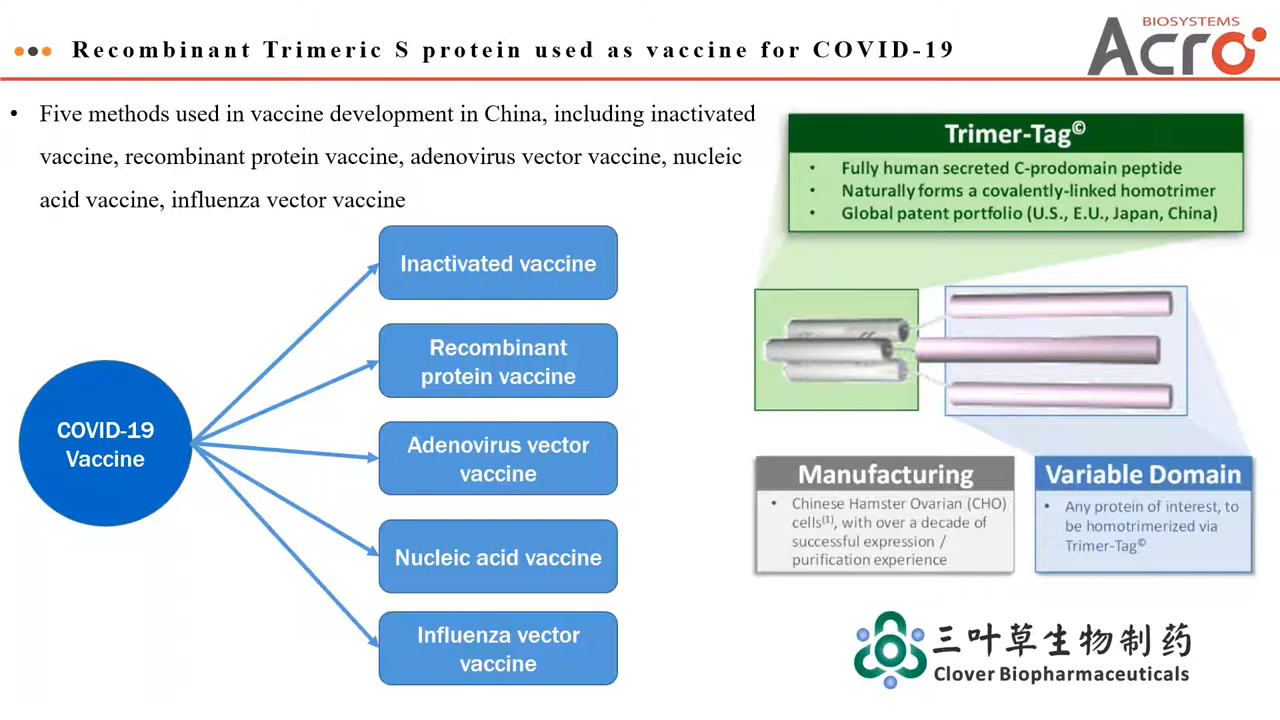 Recombinant Trimeric S protein used as vaccine for COVID-19
BIOSYSTEMS
Acro
• Five methods used in vaccine development in China, including inactivated
vaccine, recombinant protein vaccine, adenovirus vector vaccine, nucleic
acid vaccine, influenza vector vaccine
COVID-19
Vaccine
Inactivated vaccine
Recombinant
protein vaccine
Adenovirus vector
vaccine
Nucleic acid vaccine
Influenza vector
vaccine
Trimer-Tag©
• Fully human secreted C-prodomain peptide
• Naturally forms a covalently-linked homotrimer
• Global patent portfolio (U.S., E.U., Japan, China)
Manufacturing
• Chinese Hamster Ovarian (CHO)
cells(1), with over a decade of
successful expression /
purification experience
Variable Domain
• Any protein of interest, to
be homotrimerized via
Trimer-Tag©
三叶草生物制药
Clover Biopharmaceuticals